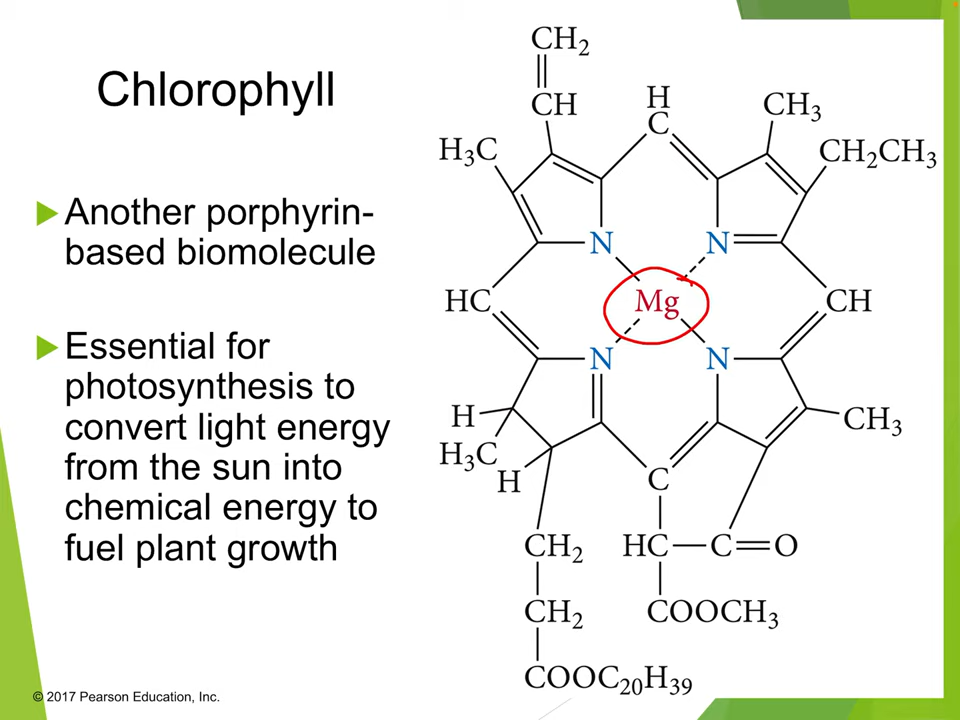 Chlorophyll
Another porphyrin-
based biomolecule
Essential for
photosynthesis to
convert light energy
from the sun into
chemical energy to
fuel plant growth
© 2017 Pearson Education, Inc.
CH₂
CH
H
C
CH₃
H₃C
CH₂CH₃
N
N
HC
Mg
CH
N
N
H
CH₃
H₃C
H
C
CH₂
HC
C
O
CH₂
COOCH₃
COOC₂₀H₃₉